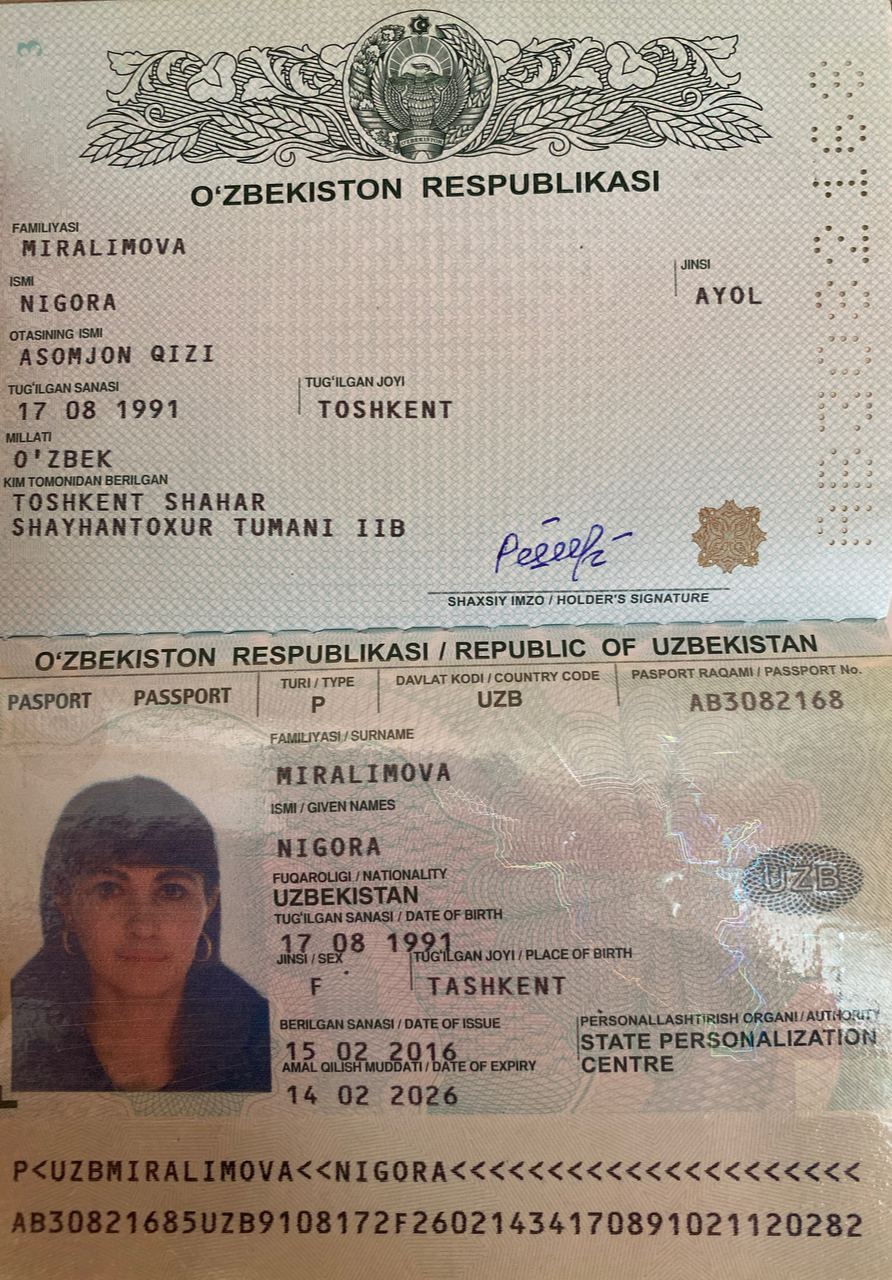 O‘ZBEKISTON RESPUBLIKASI
FAMILIYASI
MIRALIMOVA
ISMI
NIGORA
JINSI
AYOL
OTASINING ISMI
ASOMJON QIZI
TUG‘ILGAN SANASI
17 08 1991
TUG‘ILGAN JOYI
TOSHKENT
MILLATI
O'ZBEK
KIM TOMONIDAN BERILGAN
TOSHKENT SHAHAR
SHAYHANTOXUR TUMANI IIB
SHAXSIY IMZO / HOLDER'S SIGNATURE
O‘ZBEKISTON RESPUBLIKASI / REPUBLIC OF UZBEKISTAN
PASPORT PASSPORT
TURI / TYPE
P
DAVLAT KODI / COUNTRY CODE
UZB
PASPORT RAQAMI / PASSPORT No.
AB3082168
FAMILIYASI / SURNAME
MIRALIMOVA
ISMI / GIVEN NAMES
NIGORA
FUQAROLIGI / NATIONALITY
UZBEKISTAN
UZB
TUG‘ILGAN SANASI / DATE OF BIRTH
17 08 1991
JINSI / SEX
F
TUG‘ILGAN JOYI / PLACE OF BIRTH
TASHKENT
BERILGAN SANASI / DATE OF ISSUE
15 02 2016
PERSONALLASHTIRISH ORGANI / AUTHORITY
STATE PERSONALIZATION
CENTRE
AMAL QILISH MUDDATI / DATE OF EXPIRY
14 02 2026
P<UZBMIRALIMOVA<<NIGORA<<<<<<<<<<<<<<<<<<<<<
AB30821685UZB9108172F26021434170891021120282